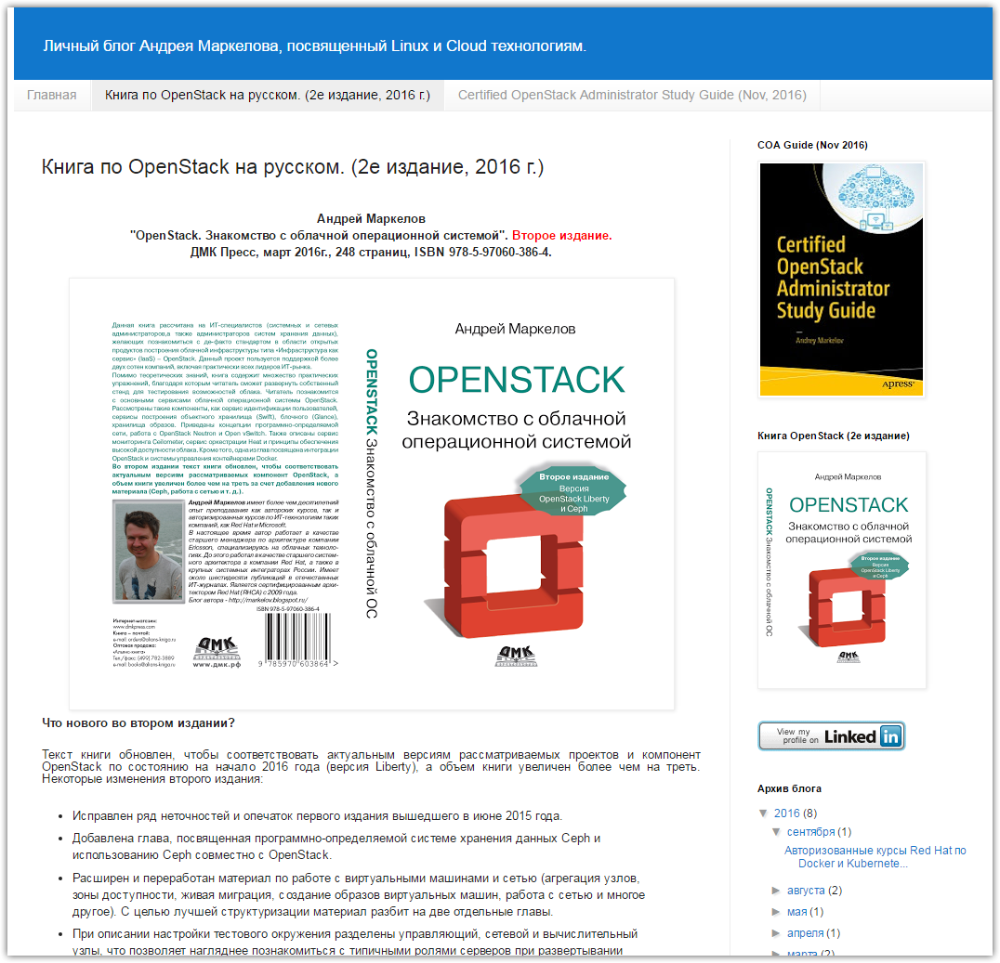 Личный блог Андрея Маркелова, посвященный Linux и Cloud технологиям.
Главная
Книга по OpenStack на русском. (2е издание, 2016 г.)
Certified OpenStack Administrator Study Guide (Nov, 2016)
Книга по OpenStack на русском. (2е издание, 2016 г.)
Андрей Маркелов
"OpenStack. Знакомство с облачной операционной системой". Второе издание.
ДМК Пресс, март 2016г., 248 страниц, ISBN 978-5-97060-386-4.
Данная книга рассчитана на ИТ-специалистов (системных и сетевых
администраторов,а также администраторов систем хранения данных),
желающих познакомиться с де-факто стандартом в области открытых
продуктов построения облачной инфраструктуры типа «Инфраструктура как
сервис» (IaaS) – OpenStack. Данный проект пользуется поддержкой более
двух сотен компаний, включая практически всех лидеров ИТ-рынка.
Помимо теоретических знаний, книга содержит множество практических
упражнений, благодаря которым читатель сможет развернуть собственный
стенд для тестирования возможностей облака. Читатель познакомится
с основными сервисами облачной операционной системы OpenStack.
Рассмотрены такие компоненты, как сервис идентификации пользователей,
сервисы построения объектного хранилища (Swift), блочного (Glance),
хранилища образов. Приведены концепции программно-определяемой
сети, работа с OpenStack Neutron и Open vSwitch. Также описаны сервис
мониторинга Ceilometer, сервис оркестрации Heat и принципы обеспечения
высокой доступности облака. Кроме того, одна из глав посвящена интеграции
OpenStack и системы управления контейнерами Docker.
Во втором издании текст книги обновлен, чтобы соответствовать
актуальным версиям рассматриваемых компонент OpenStack, а
объем книги увеличен более чем на треть за счет добавления нового
материала (Ceph, работа с сетью и т. д.).
Андрей Маркелов имеет более чем десятилетний
опыт преподавания как авторских курсов, так и
авторизированных курсов по ИТ-технологиям таких
компаний, как Red Hat и Microsoft.
В настоящее время автор работает в качестве
старшего менеджера по архитектуре компании
Ericsson, специализируясь на облачных техноло-
гиях. До этого работал в качестве старшего систем-
ного архитектора в компании Red Hat, а также в
крупных системных интеграторах России. Имеет
около шестидесяти публикаций в отечественных
ИТ-журналах. Является сертифицированным архи-
тектором Red Hat (RHCA) с 2009 года.
Блог автора - http://markelov.blogspot.ru/
ISBN 978-5-97060-386-4
Интернет-магазин:
www.dmkpress.com
Книга – почтой:
e-mail: orders@alians-kniga.ru
Оптовая продажа:
«Альянс-книга»
Тел./факс: (499) 782-3889
e-mail: books@alians-kniga.ru
ДМК
www.дмк.рф
9 785970 603864 >
OPENSTACK Знакомство с облачной ОС
Андрей Маркелов
OPENSTACK
Знакомство с облачной
операционной системой
Второе издание
Версия
OpenStack Liberty
и Ceph
ДМК
Что нового во втором издании?
Текст книги обновлен, чтобы соответствовать актуальным версиям рассматриваемых проектов и компонент
OpenStack по состоянию на начало 2016 года (версия Liberty), а объем книги увеличен более чем на треть.
Некоторые изменения второго издания:
Исправлен ряд неточностей и опечаток первого издания вышедшего в июне 2015 года.
Добавлена глава, посвященная программно-определяемой системе хранения данных Ceph и
использованию Ceph совместно с OpenStack.
Расширен и переработан материал по работе с виртуальными машинами и сетью (агрегация узлов,
зоны доступности, живая миграция, создание образов виртуальных машин, работа с сетью и многое
другое). С целью лучшей структуризации материал разбит на две отдельные главы.
При описании настройки тестового окружения разделены управляющий, сетевой и вычислительный
узлы, что позволяет нагляднее познакомиться с типичными ролями серверов при развертывании
COA Guide (Nov 2016)
Certified
OpenStack
Administrator
Study Guide
Andrey Markelov
Apress®
Книга OpenStack (2е издание)
Андрей Маркелов
OPENSTACK
Знакомство с облачной
операционной системой
OPENSTACK Знакомство с облачной ОС
Второе издание
Версия
OpenStack Liberty
и Ceph
ДМК
View my
profile on Linked in
Архив блога
▼ 2016 (8)
▼ сентября (1)
Авторизованные курсы Red Hat по
Docker и Kubernete...
► августа (2)
► мая (1)
► апреля (1)
► марта (2)